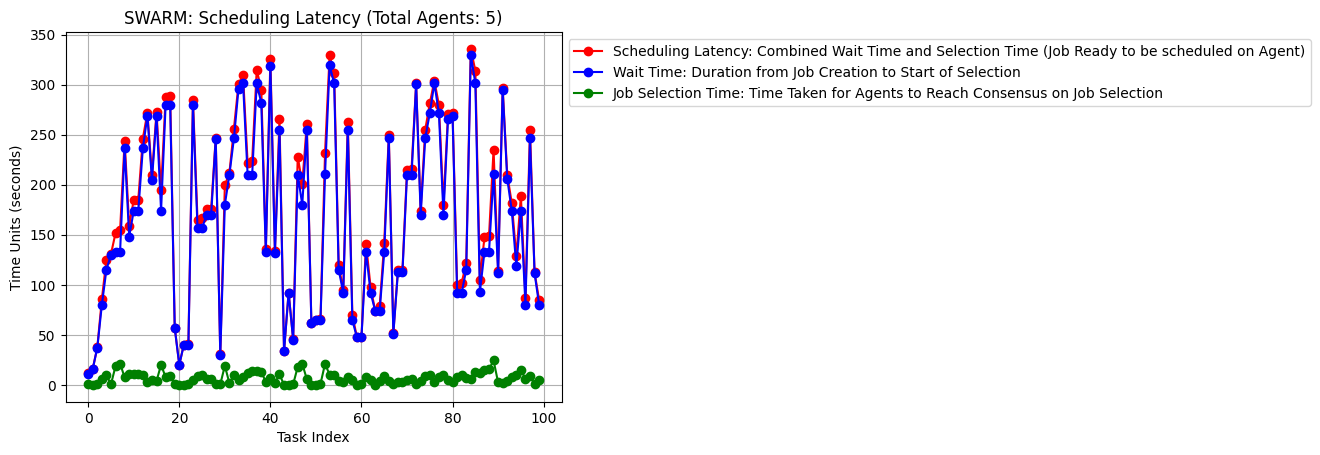 SWARM: Scheduling Latency (Total Agents: 5)
Time Units (seconds)
350
300
250
200
150
100
50
0
0
20
40
60
80
100
Task Index
Scheduling Latency: Combined Wait Time and Selection Time (Job Ready to be scheduled on Agent)
Wait Time: Duration from Job Creation to Start of Selection
Job Selection Time: Time Taken for Agents to Reach Consensus on Job Selection